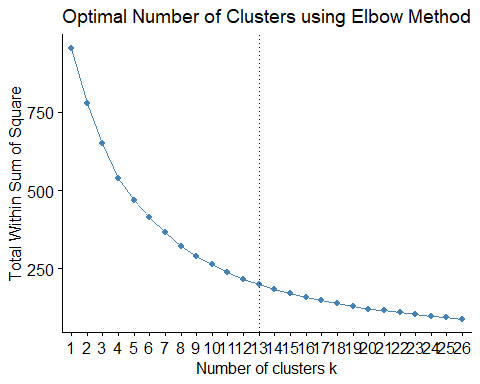 Optimal Number of Clusters using Elbow Method
Total Within Sum of Square
750
500
250
1 2 3 4 5 6 7 8 9 10 11 12 13 14 15 16 17 18 19 20 21 22 23 24 25 26
Number of clusters k